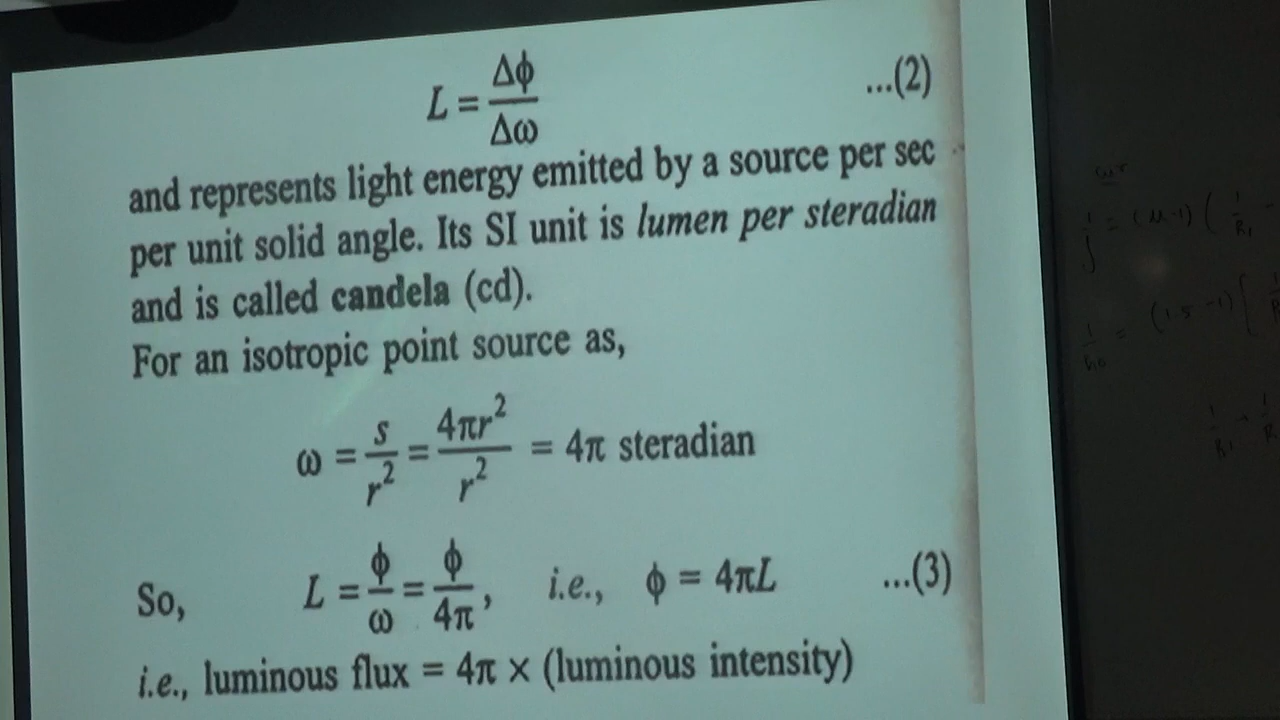 L = Δϕ/Δω ...(2)
and represents light energy emitted by a source per sec
per unit solid angle. Its SI unit is lumen per steradian
and is called candela (cd).
For an isotropic point source as,
ω = s/r² = 4πr²/r² = 4π steradian
So, L = ϕ/ω = ϕ/4π, i.e., ϕ = 4πL ...(3)
i.e., luminous flux = 4π × (luminous intensity)